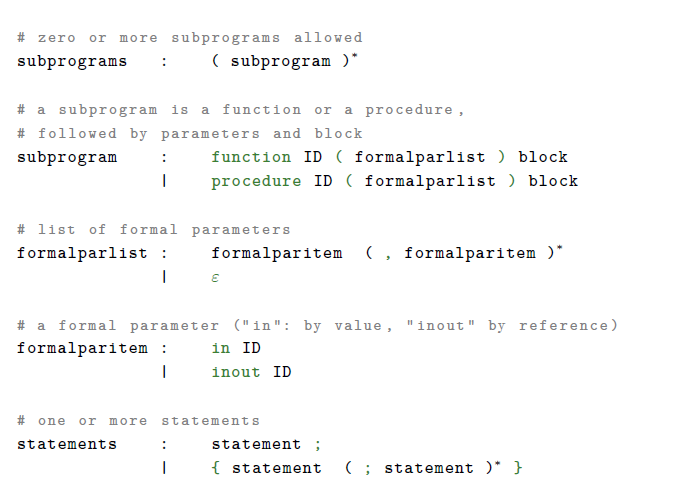 # zero or more subprograms allowed
subprograms : ( subprogram )*
# a subprogram is a function or a procedure,
# followed by parameters and block
subprogram : function ID ( formalparlist ) block
| procedure ID ( formalparlist ) block
# list of formal parameters
formalparlist : formalparitem ( , formalparitem )*
| ε
# a formal parameter ("in": by value, "inout" by reference)
formalparitem : in ID
| inout ID
# one or more statements
statements : statement ;
| { statement ( ; statement )* }